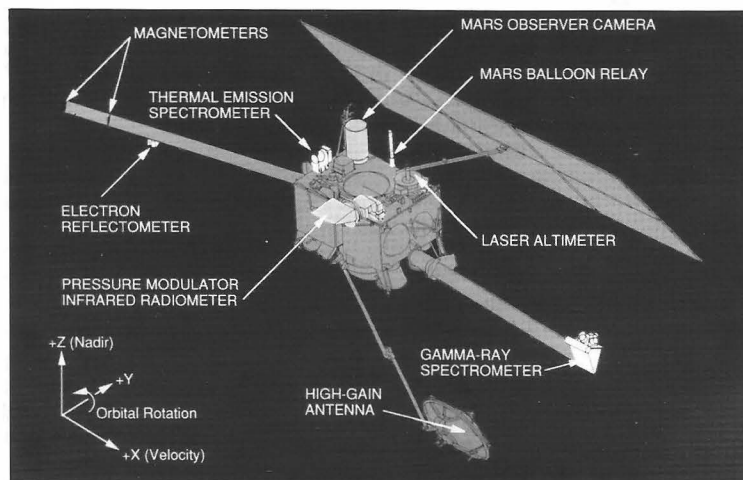 MAGNETOMETERS
MARS OBSERVER CAMERA
MARS BALLOON RELAY
THERMAL EMISSION
SPECTROMETER
ELECTRON
REFLECTOMETER
LASER ALTIMETER
PRESSURE MODULATOR
INFRARED RADIOMETER
GAMMA-RAY
SPECTROMETER
HIGH-GAIN
ANTENNA
+Z (Nadir)
+Y
Orbital Rotation
+X (Velocity)